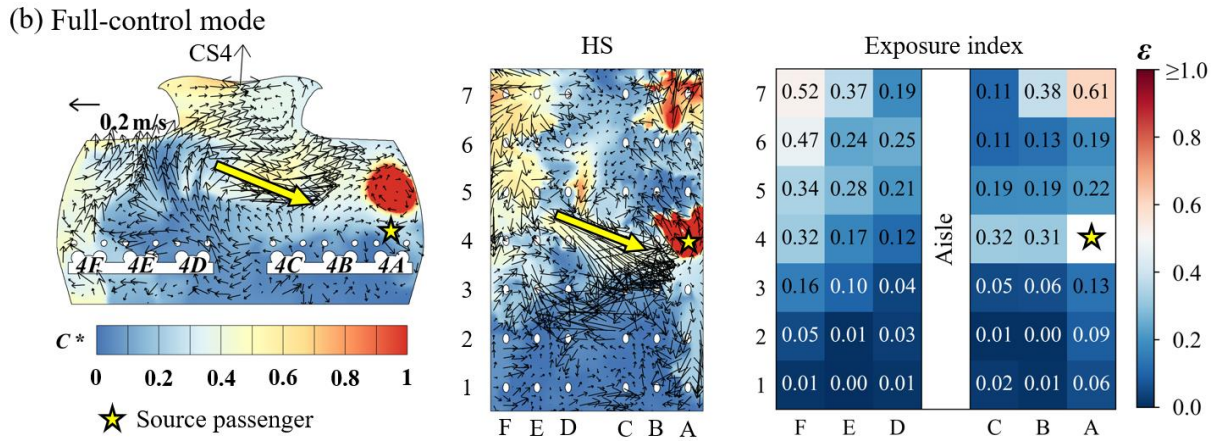 (b) Full-control mode
CS4
0.2 m/s
4F 4E 4D 4C 4B 4A
C*
0 0.2 0.4 0.6 0.8 1
Source passenger
HS
7
6
5
4
3
2
1
F E D C B A
Exposure index
7 0.52 0.37 0.19 0.11 0.38 0.61
6 0.47 0.24 0.25 0.11 0.13 0.19
5 0.34 0.28 0.21 0.19 0.19 0.22
4 0.32 0.17 0.12 0.32 0.31
3 0.16 0.10 0.04 0.05 0.06 0.13
2 0.05 0.01 0.03 0.01 0.00 0.09
1 0.01 0.00 0.01 0.02 0.01 0.06
Aisle
F E D C B A
ε
≥1.0
0.8
0.6
0.4
0.2
0.0